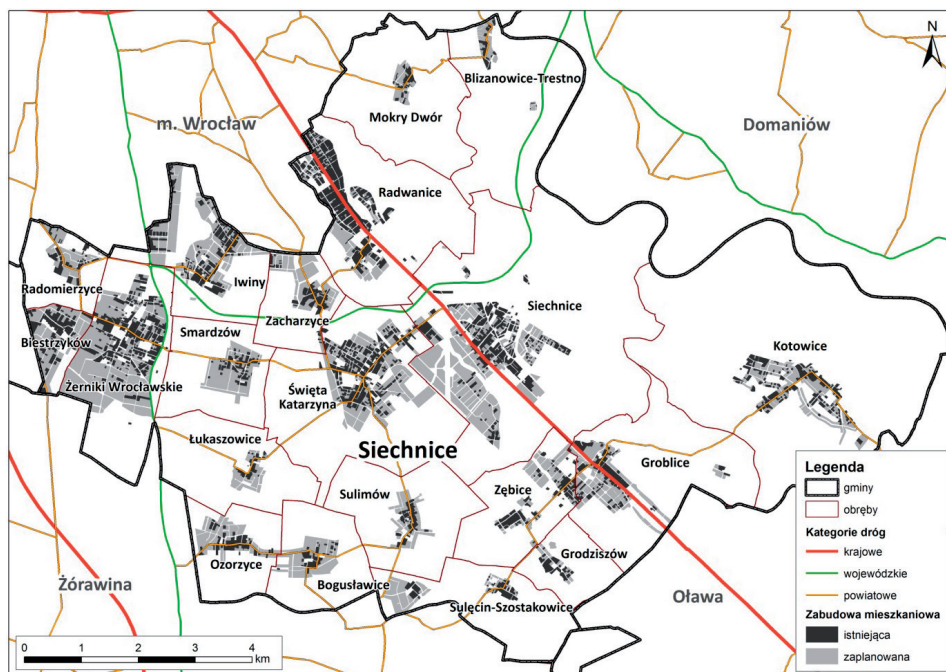 N
Blizanowice-Trestno
Mokry Dwór
m. Wrocław
Domaniów
Radwanice
Radomierzyce
Iwiny
Zacharzyce
Siechnice
Biestrzyków
Smardzów
Kotowice
Żerniki Wrocławskie
Święta
Katarzyna
Łukaszowice
Siechnice
Groblice
Sulimów
Zębice
Ozorzyce
Grodziszów
Bogusławice
Żórawina
Sulęcin-Szostakowice
Oława
Legenda
gminy
obręby
Kategorie dróg
krajowe
wojewódzkie
powiatowe
Zabudowa mieszkaniowa
istniejąca
zaplanowana
0 1 2 3 4
km